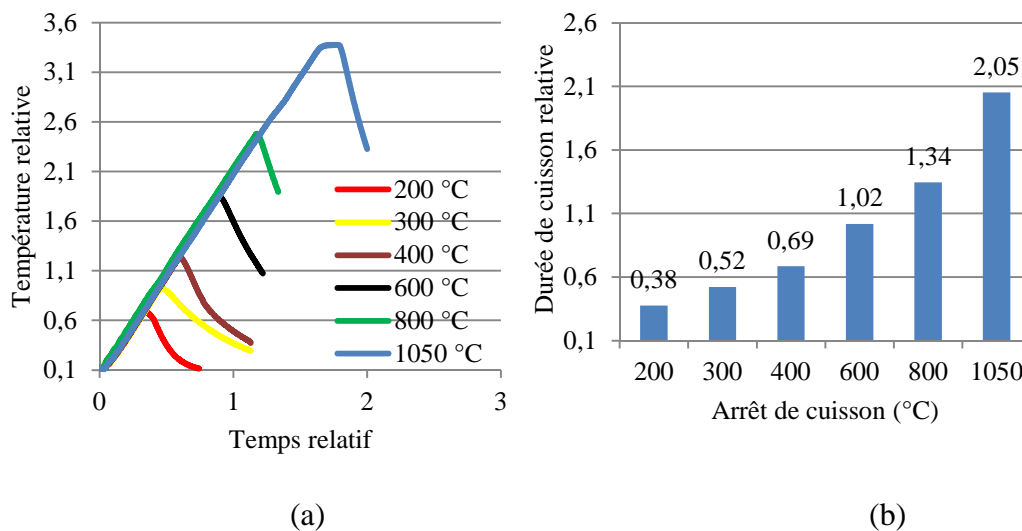 3,6
3,1
2,6
2,1
1,6
1,1
0,6
0,1
Température relative
0
1
2
3
Temps relatif
200 °C
300 °C
400 °C
600 °C
800 °C
1050 °C
(a)
2,6
2,1
1,6
1,1
0,6
0,1
Durée de cuisson relative
0,38
0,52
0,69
1,02
1,34
2,05
200
300
400
600
800
1050
Arrêt de cuisson (°C)
(b)